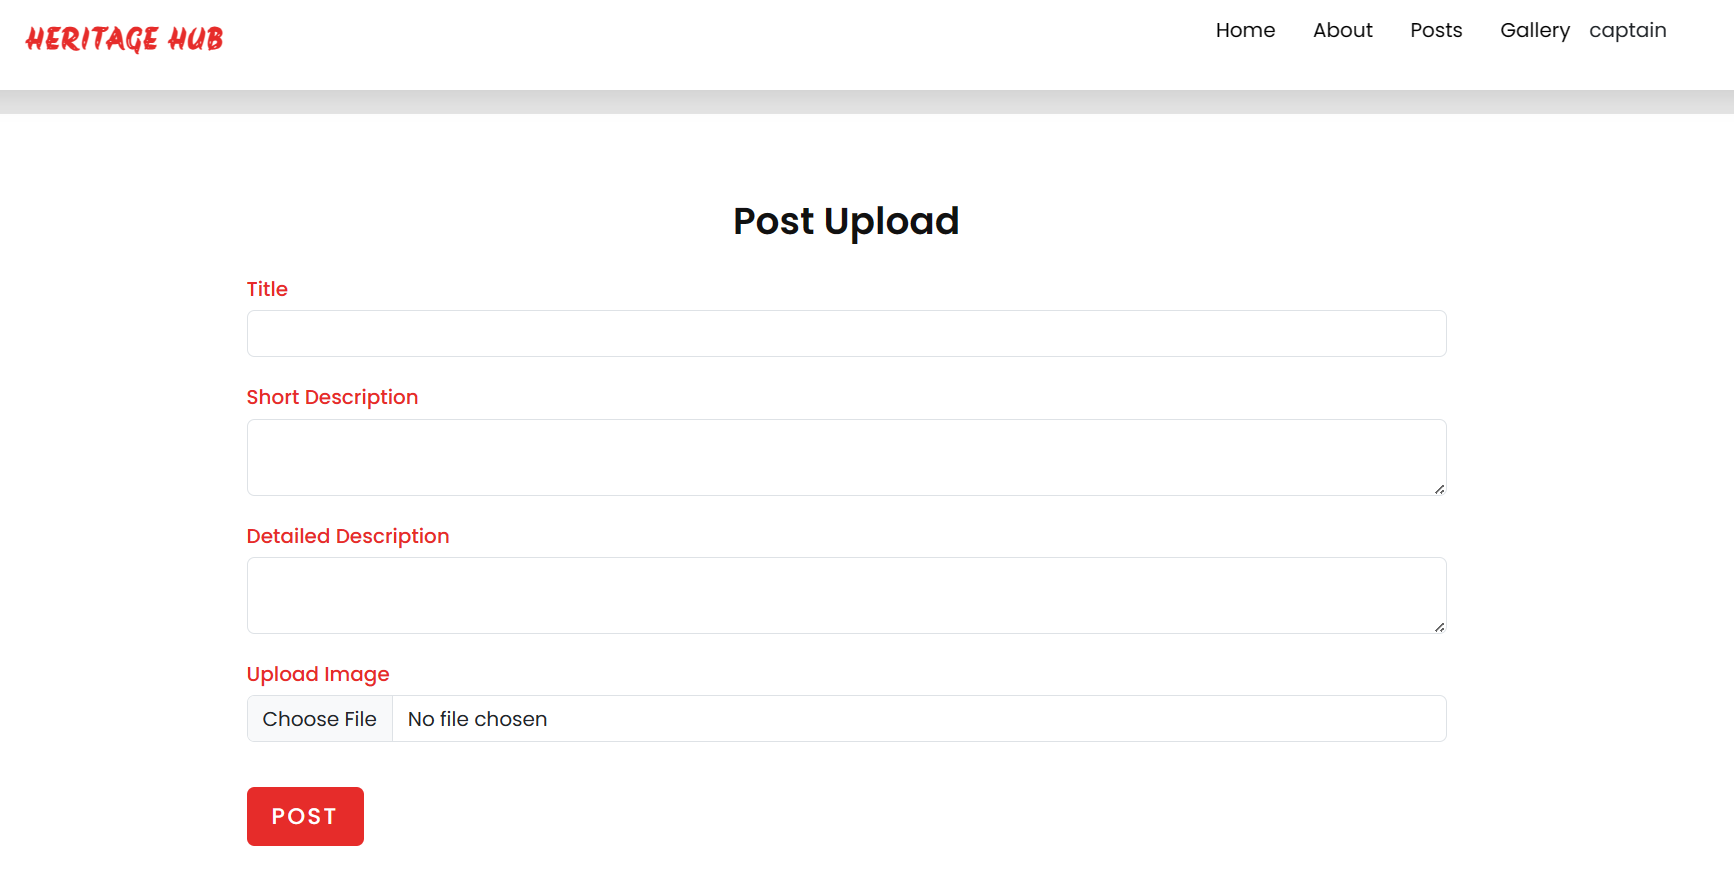 HERITAGE HUB
Home About Posts Gallery captain
Post Upload
Title
Short Description
Detailed Description
Upload Image
Choose File No file chosen
POST